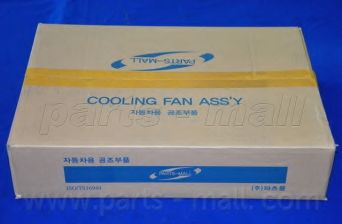 PARTS-MALL
COOLING FAN ASS'Y
자동차용 공조부품
자동차용 공조부품
PARTS-MALL
ISO/TS16949
(주)파츠몰
www.parts-mall.com